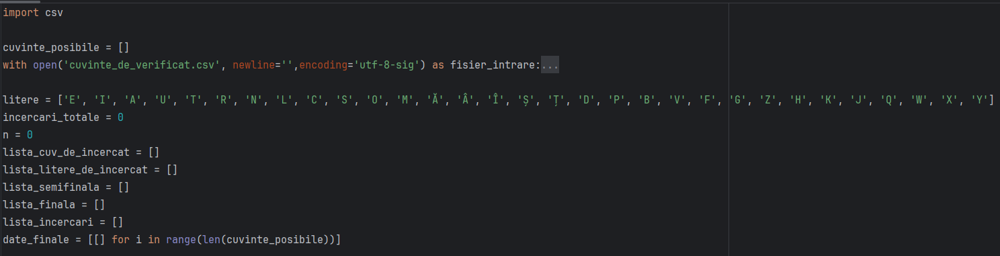 import csv
cuvinte_posibile = []
with open('cuvinte_de_verificat.csv', newline='',encoding='utf-8-sig') as fisier_intrare:...
litere = ['E', 'I', 'A', 'U', 'T', 'R', 'N', 'L', 'C', 'S', 'O', 'M', 'Ă', 'Â', 'Î', 'Ș', 'Ț', 'D', 'P', 'B', 'V', 'F', 'G', 'Z', 'H', 'K', 'J', 'Q', 'W', 'X', 'Y']
incercari_totale = 0
n = 0
lista_cuv_de_incercat = []
lista_litere_de_incercat = []
lista_semifinala = []
lista_finala = []
lista_incercari = []
date_finale = [[] for i in range(len(cuvinte_posibile))]